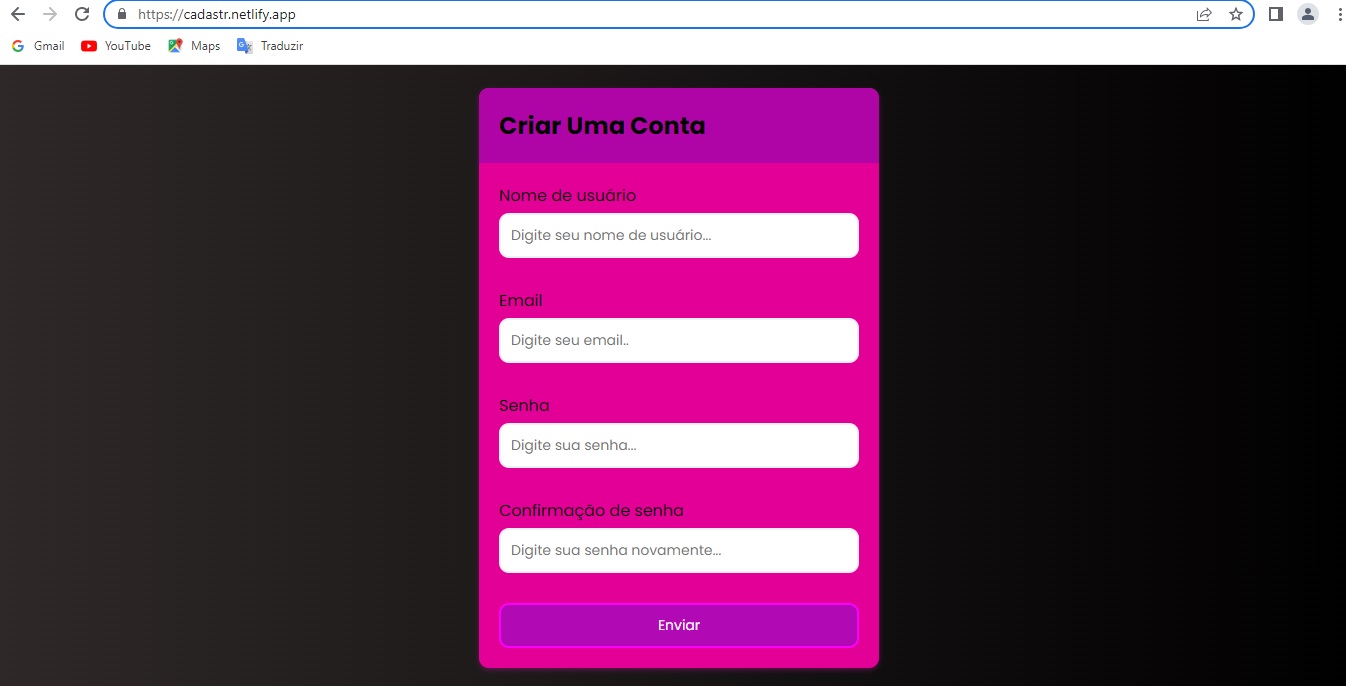 https://cadastr.netlify.app
Gmail YouTube Maps Traduzir
Criar Uma Conta
Nome de usuário
Digite seu nome de usuário...
Email
Digite seu email..
Senha
Digite sua senha...
Confirmação de senha
Digite sua senha novamente...
Enviar